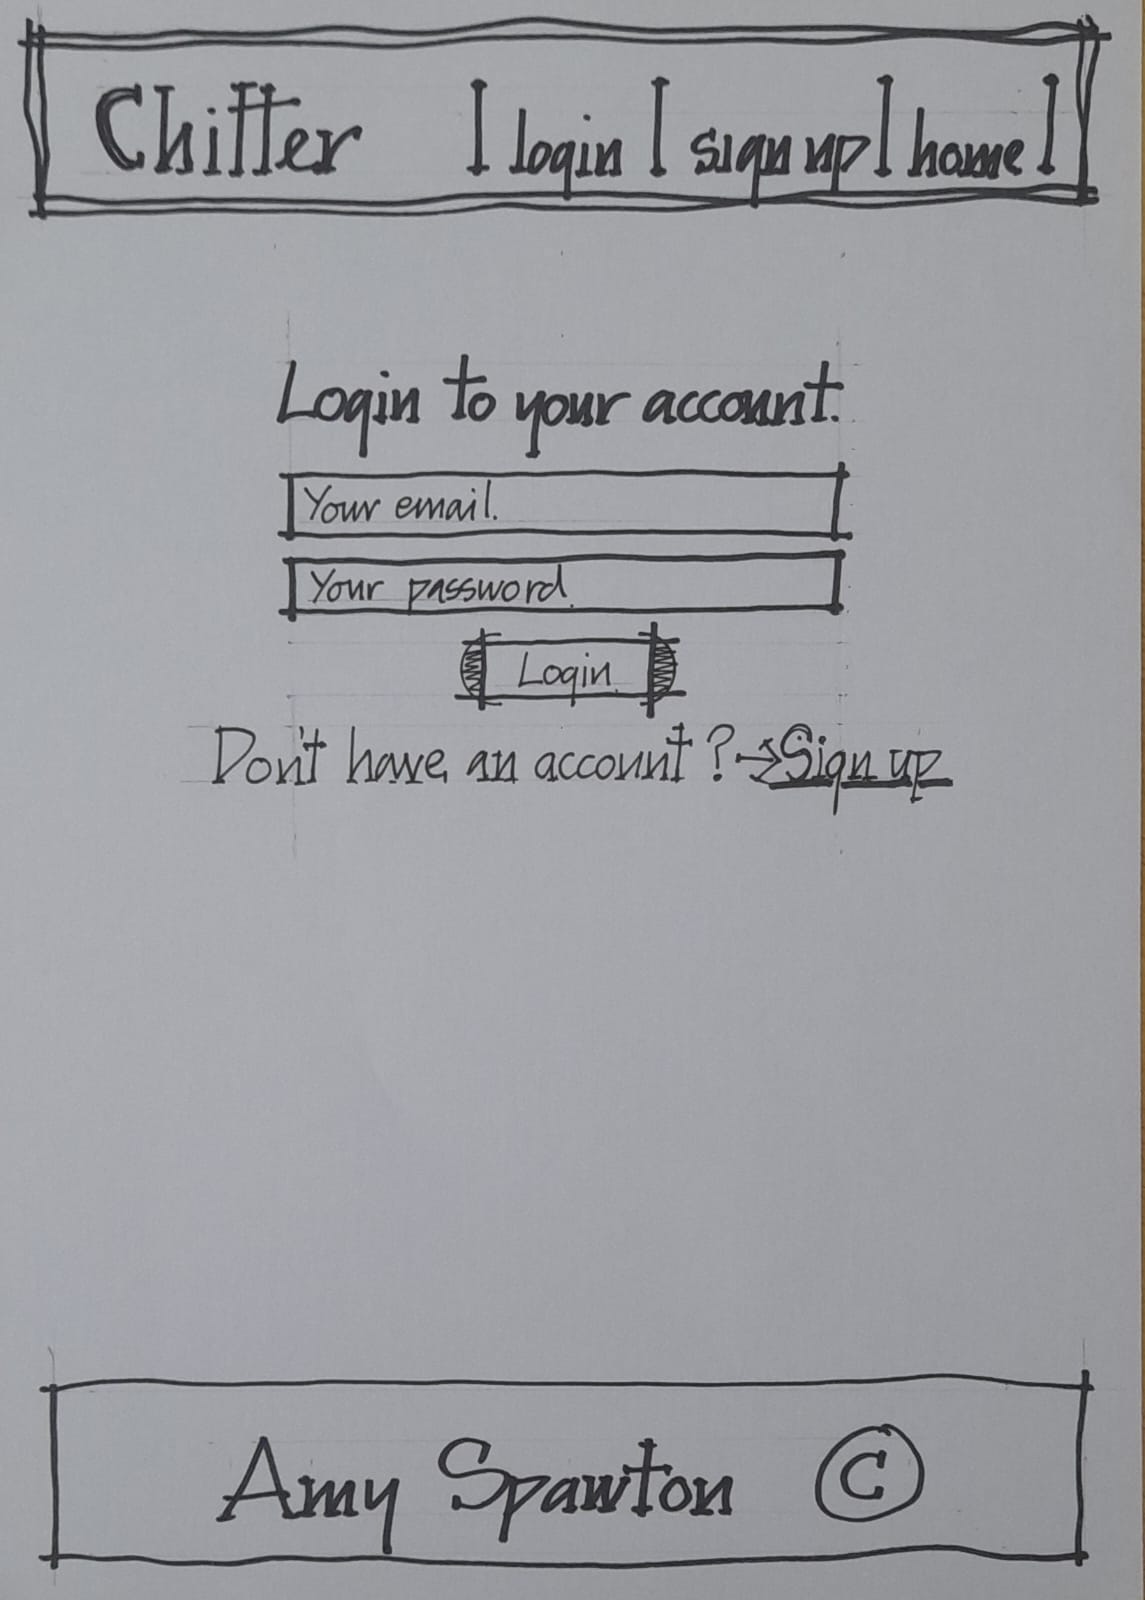 Chitter | login | sign up | home |
Login to your account.
Your email.
Your password.
Login.
Don't have an account? → Sign up
Amy Spawton ©